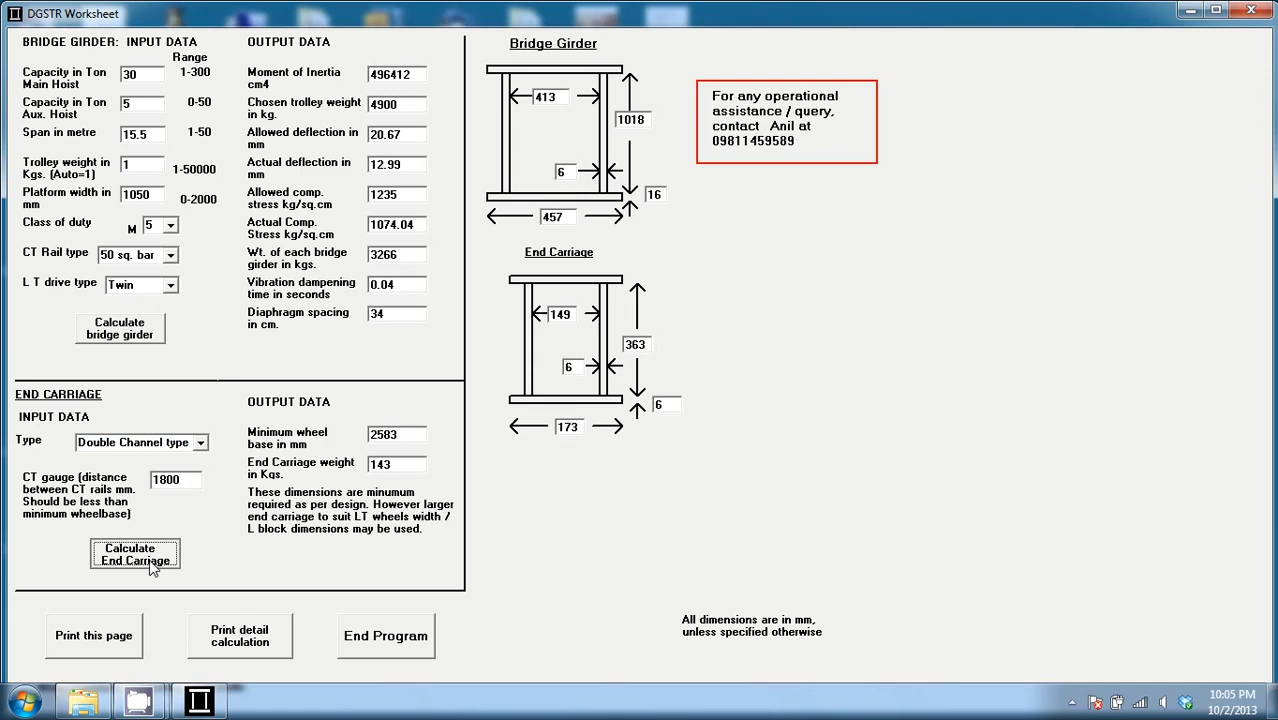 DGSTR Worksheet
BRIDGE GIRDER: INPUT DATA
Range
Capacity in Ton
Main Hoist
30
1-300
Capacity in Ton
Aux. Hoist
5
0-50
Span in metre
15.5
1-50
Trolley weight in
Kgs. (Auto=1)
1
1-50000
Platform width in
mm
1050
0-2000
Class of duty
M
5
CT Rail type
50 sq. bar
L T drive type
Twin
Calculate
bridge girder
OUTPUT DATA
Moment of Inertia
cm4
496412
Chosen trolley weight
in kg.
4900
Allowed deflection in
mm
20.67
Actual deflection in
mm
12.99
Allowed comp.
stress kg/sq.cm
1235
Actual Comp.
Stress kg/sq.cm
1074.04
Wt. of each bridge
girder in kgs.
3266
Vibration dampening
time in seconds
0.04
Diaphragm spacing
in cm.
34
Bridge Girder
413
1018
6
16
457
End Carriage
149
363
6
6
173
For any operational
assistance / query,
contact Anil at
09811459589
END CARRIAGE
INPUT DATA
Type
Double Channel type
CT gauge (distance
between CT rails mm.
Should be less than
minimum wheelbase)
1800
Calculate
End Carriage
OUTPUT DATA
Minimum wheel
base in mm
2583
End Carriage weight
in Kgs.
143
These dimensions are minumum
required as per design. However larger
end carriage to suit LT wheels width /
L block dimensions may be used.
Print this page
Print detail
calculation
End Program
All dimensions are in mm,
unless specified otherwise
10:05 PM
10/2/2013